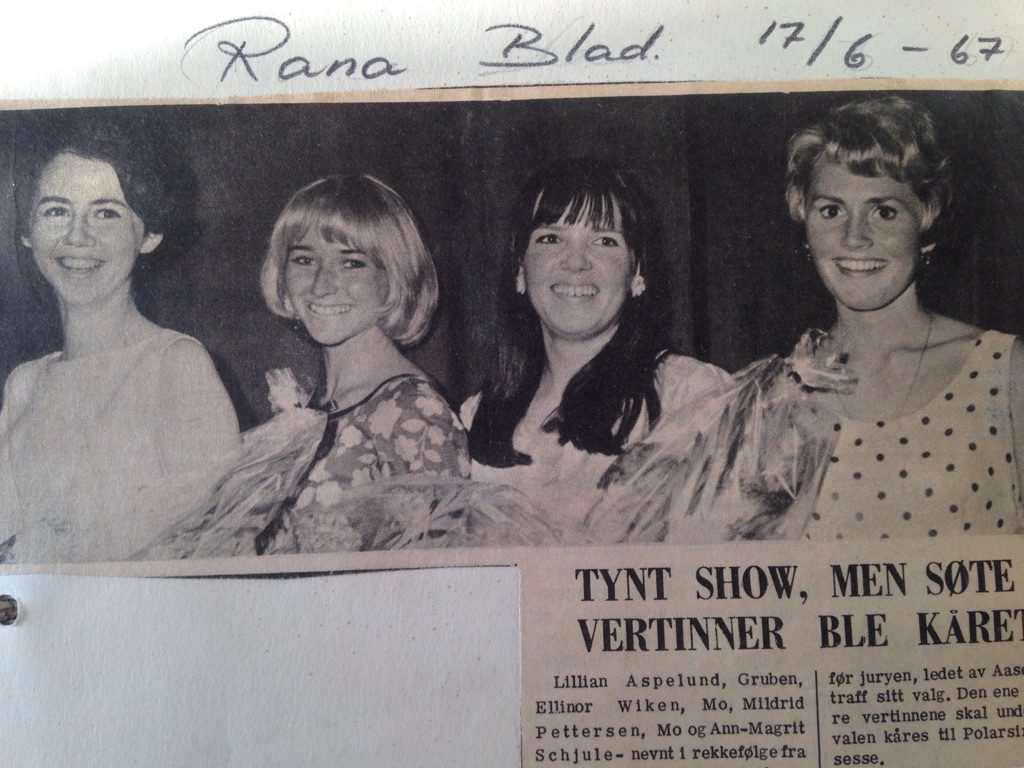 Rana Blad. 17/6 - 67
TYNT SHOW, MEN SØTE
VERTINNER BLE KÅRET
Lillian Aspelund, Gruben,
Ellinor Wiken, Mo, Mildrid
Pettersen, Mo og Ann-Magrit
Schjule- nevnt i rekkefølge fra
før juryen, ledet av Aase
traff sitt valg. Den ene
re vertinnene skal und
valen kåres til Polarsi
sesse.